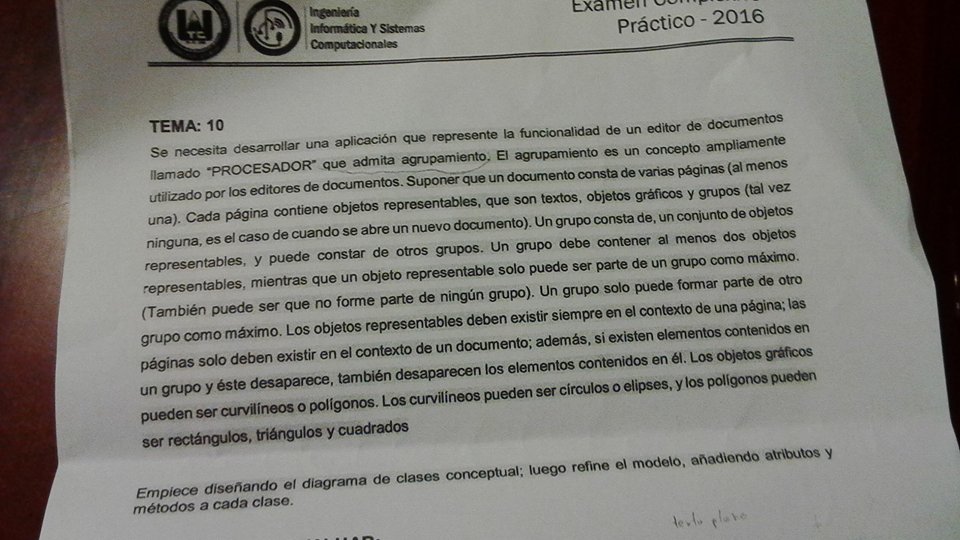 Ingeniería
Informática Y Sistemas
Computacionales
Examen
Práctico - 2016
TEMA: 10
Se necesita desarrollar una aplicación que represente la funcionalidad de un editor de documentos
llamado "PROCESADOR" que admita agrupamiento. El agrupamiento es un concepto ampliamente
utilizado por los editores de documentos. Suponer que un documento consta de varias páginas (al menos
una). Cada página contiene objetos representables, que son textos, objetos gráficos y grupos (tal vez
ninguna, es el caso de cuando se abre un nuevo documento). Un grupo consta de, un conjunto de objetos
representables, y puede constar de otros grupos. Un grupo debe contener al menos dos objetos
representables, mientras que un objeto representable solo puede ser parte de un grupo como máximo.
(También puede ser que no forme parte de ningún grupo). Un grupo solo puede formar parte de otro
grupo como máximo. Los objetos representables deben existir siempre en el contexto de una página; las
páginas solo deben existir en el contexto de un documento; además, si existen elementos contenidos en
un grupo y éste desaparece, también desaparecen los elementos contenidos en él. Los objetos gráficos
pueden ser curvilíneos o polígonos. Los curvilíneos pueden ser círculos o elipses, y los polígonos pueden
ser rectángulos, triángulos y cuadrados
Empiece diseñando el diagrama de clases conceptual; luego refine el modelo, añadiendo atributos y
métodos a cada clase.